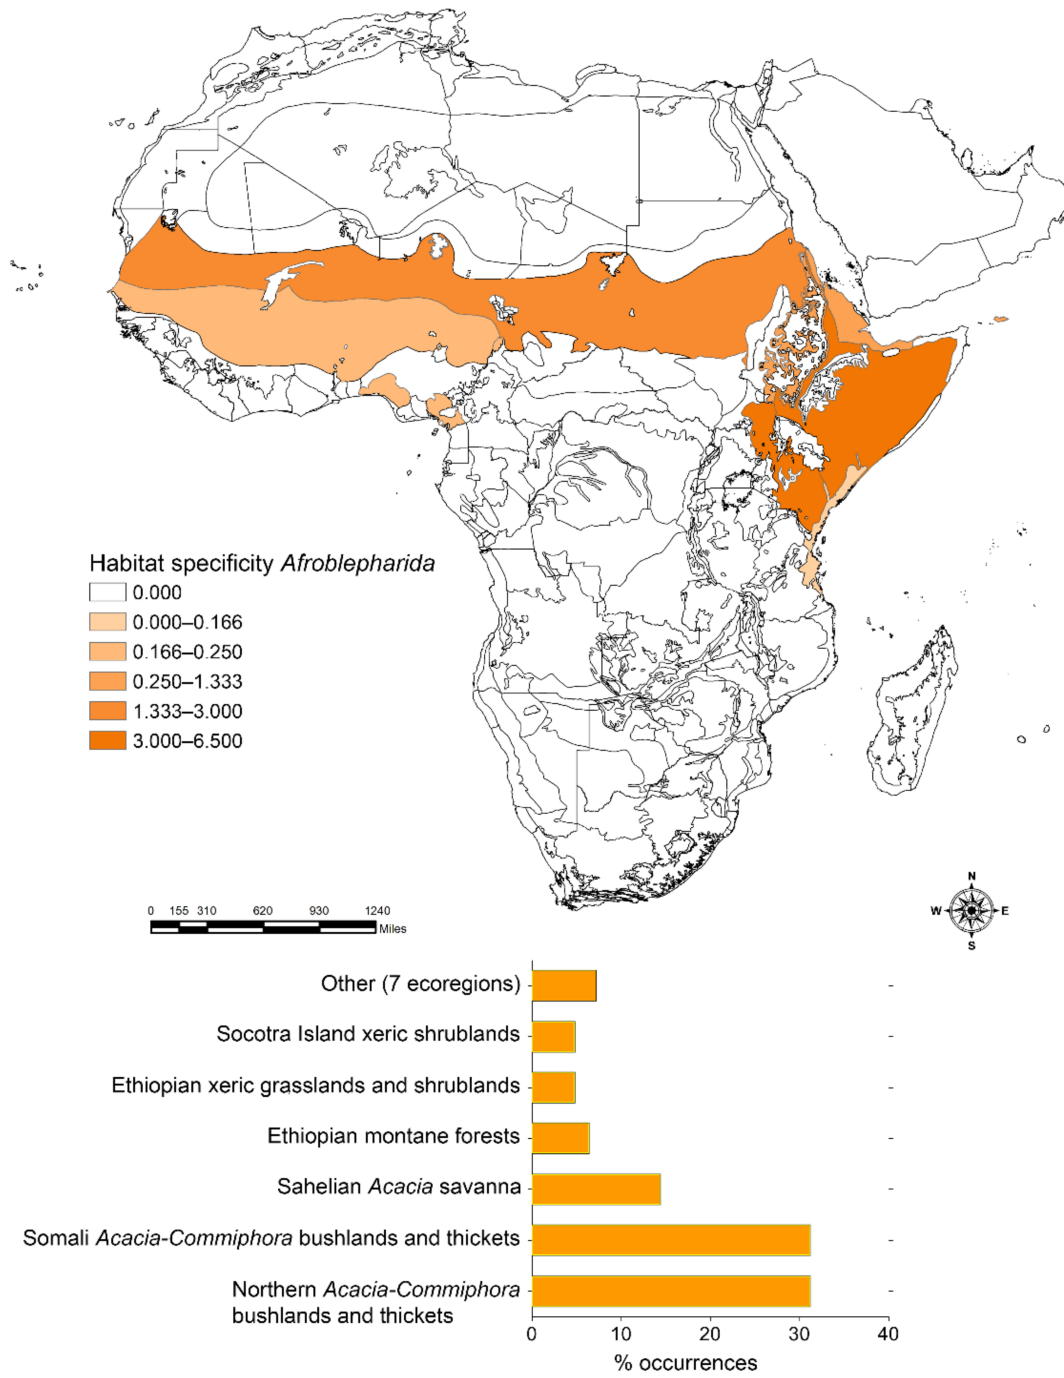 Habitat specificity Afroblepharida
0.000
0.000–0.166
0.166–0.250
0.250–1.333
1.333–3.000
3.000–6.500
0 155 310 620 930 1240
Miles
N
W E
S
Other (7 ecoregions)
Socotra Island xeric shrublands
Ethiopian xeric grasslands and shrublands
Ethiopian montane forests
Sahelian Acacia savanna
Somali Acacia-Commiphora bushlands and thickets
Northern Acacia-Commiphora
bushlands and thickets
0 10 20 30 40
% occurrences